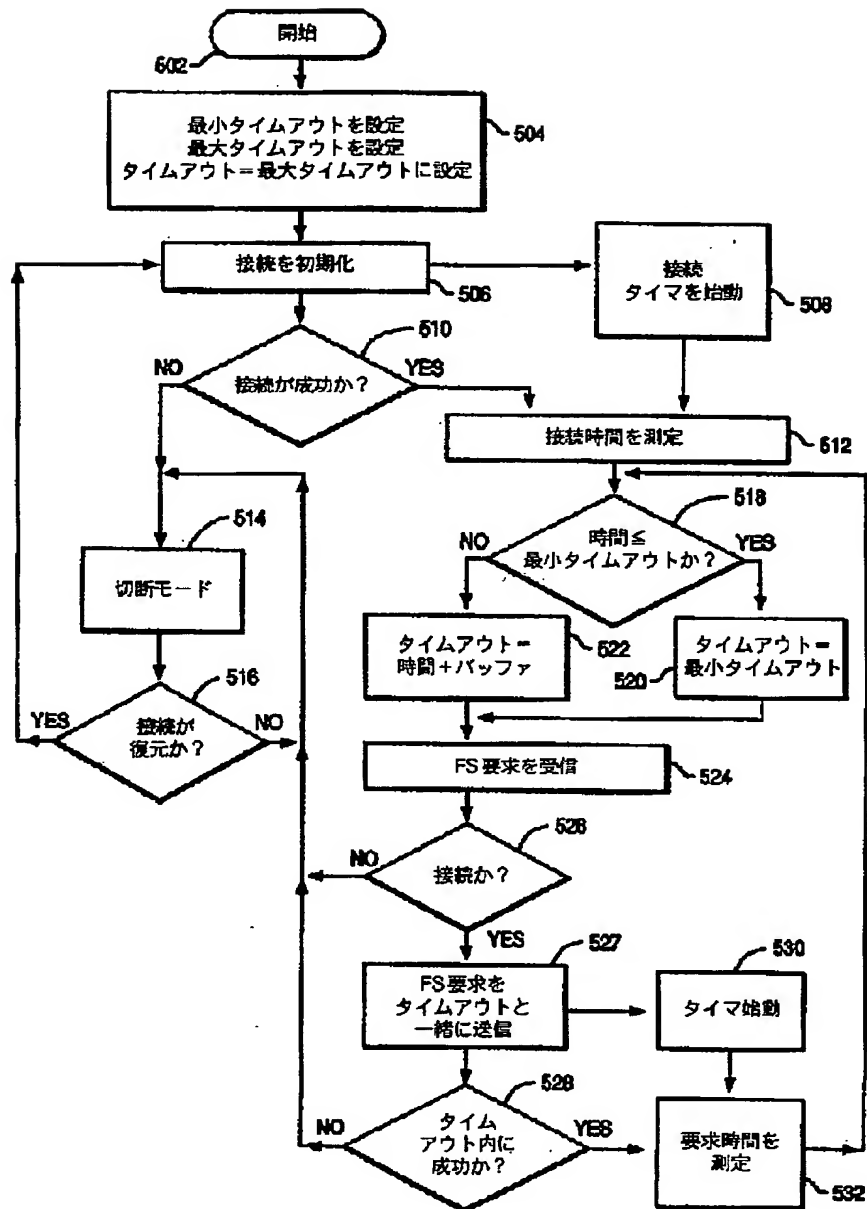 開始
502
最小タイムアウトを設定
最大タイムアウトを設定
タイムアウト=最大タイムアウトに設定
504
接続を初期化
506
接続
タイマを始動
508
510
NO
接続が成功か?
YES
接続時間を測定
512
514
切断モード
518
NO
時間≦
最小タイムアウトか?
YES
タイムアウト=
時間+バッファ
522
タイムアウト=
最小タイムアウト
520
516
YES
接続が
復元か?
NO
FS要求を受信
524
526
NO
接続か?
YES
527
FS要求を
タイムアウトと
一緒に送信
530
タイマ始動
528
NO
タイム
アウト内に
成功か?
YES
要求時間を
測定
532